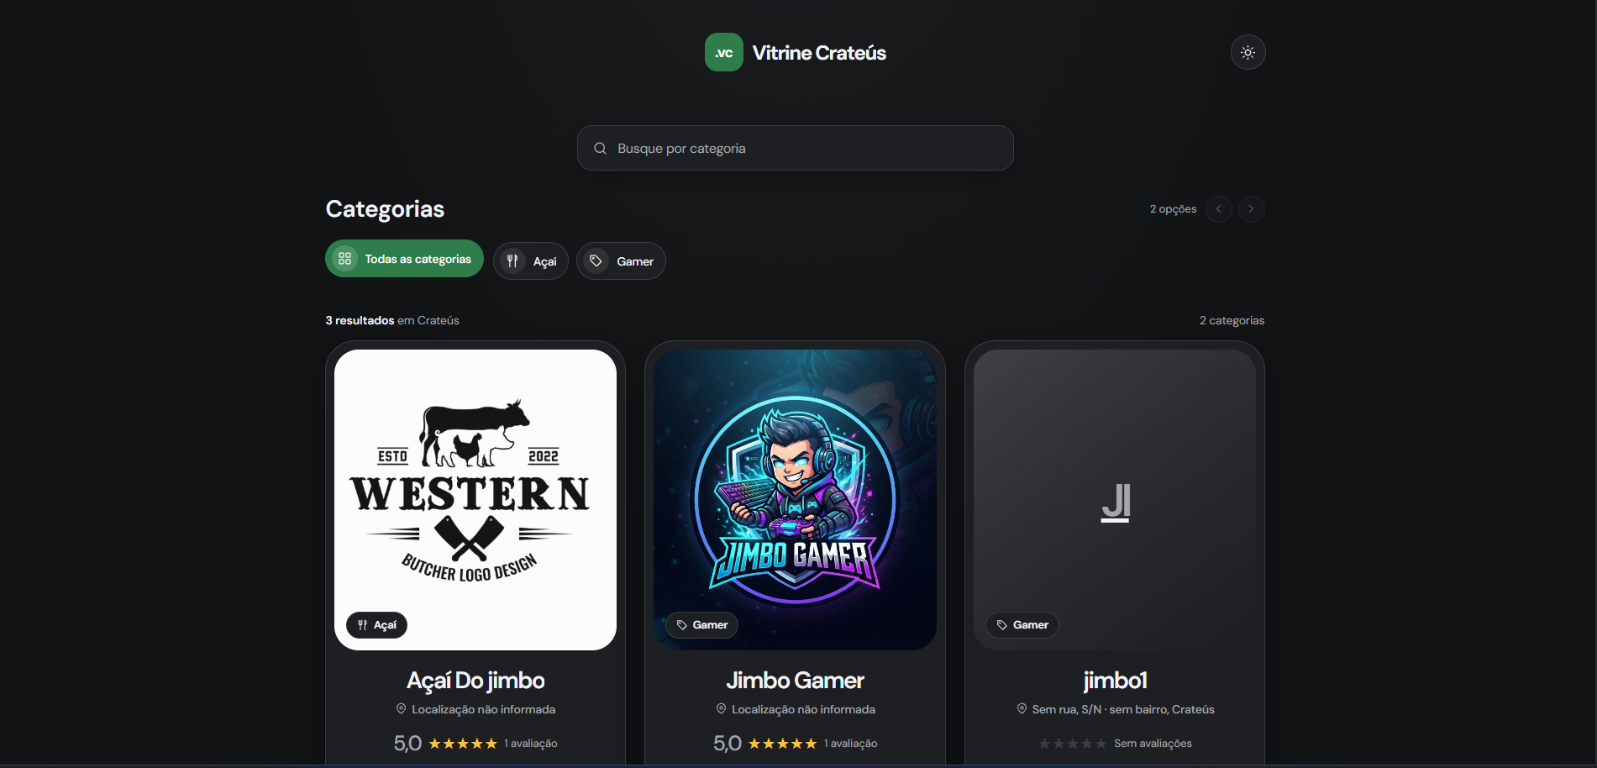 .vc Vitrine Crateús
Busque por categoria
Categorias
2 opções
Todas as categorias
Açaí
Gamer
3 resultados em Crateús
2 categorias
ESTD 2022
WESTERN
BUTCHER LOGO DESIGN
Açaí
Açaí Do jimbo
Localização não informada
5,0 ★★★★★ 1 avaliação
JIMBO GAMER
Gamer
Jimbo Gamer
Localização não informada
5,0 ★★★★★ 1 avaliação
JI
Gamer
jimbo1
Sem rua, S/N · sem bairro, Crateús
★★★★★ Sem avaliações